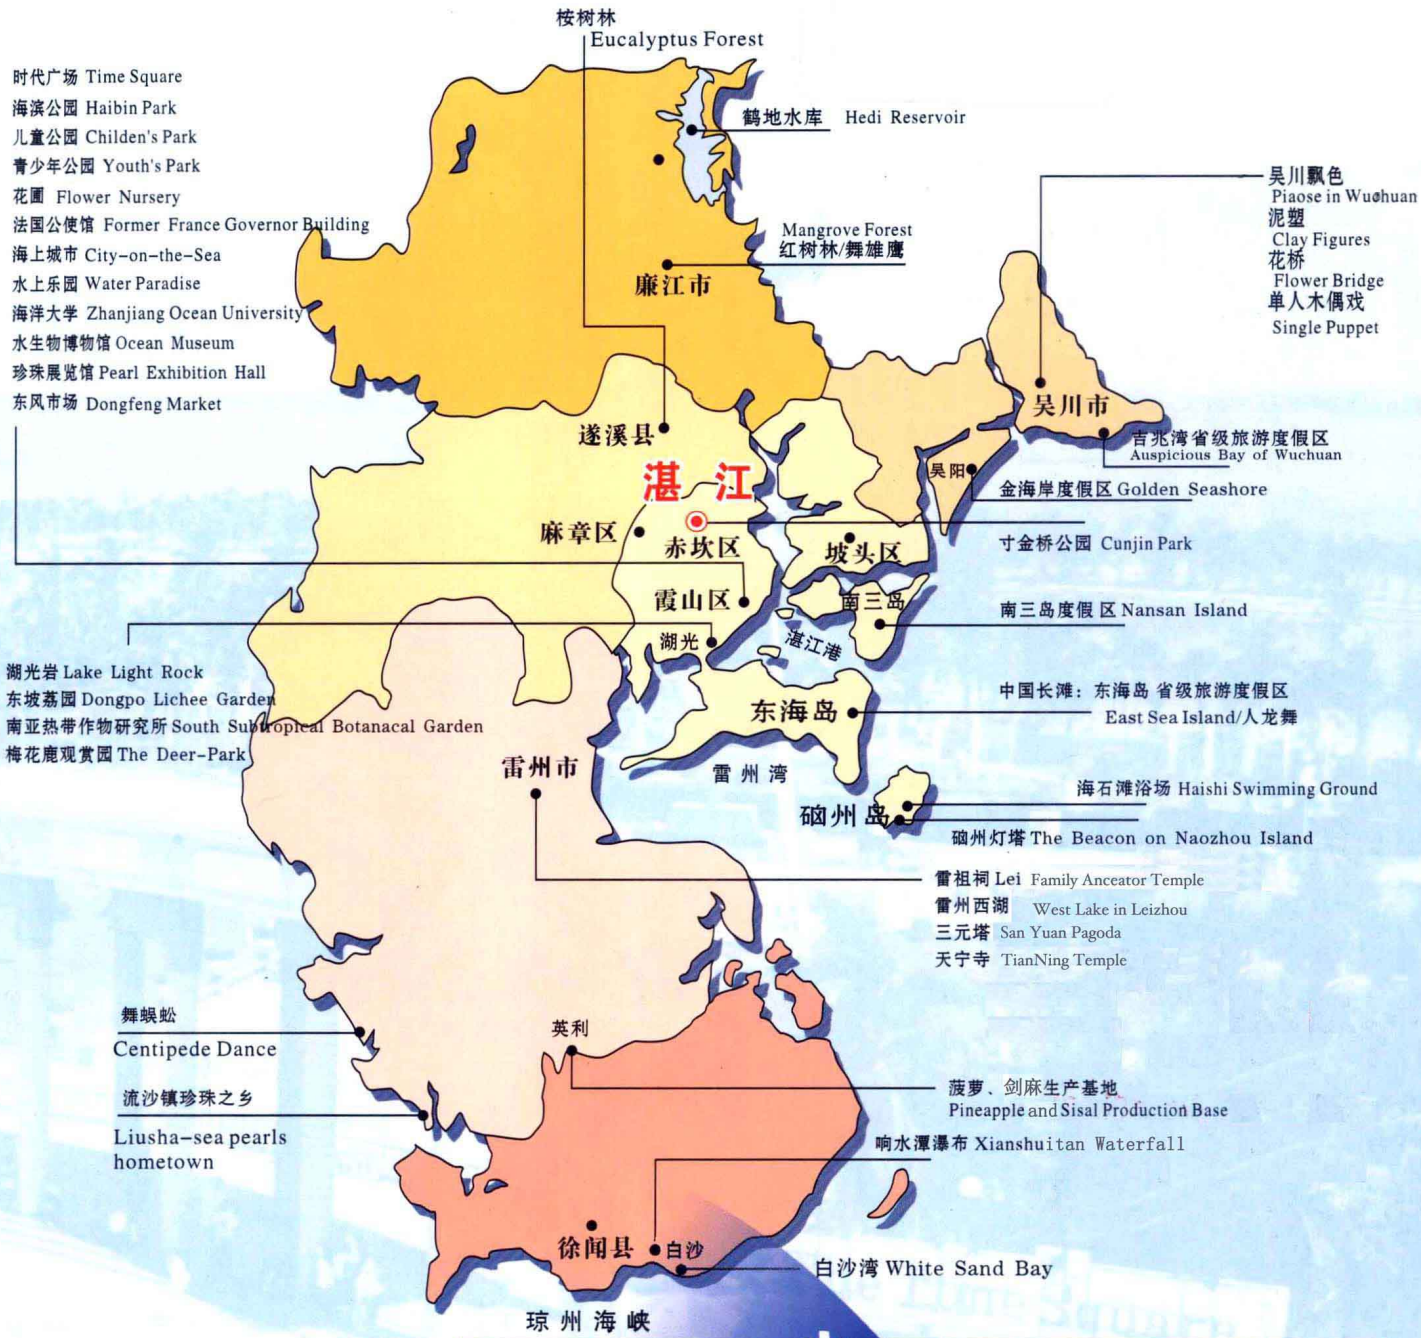 桉树林
Eucalyptus Forest
时代广场 Time Square
海滨公园 Haibin Park
儿童公园 Childen's Park
青少年公园 Youth's Park
花圃 Flower Nursery
法国公使馆 Former France Governor Building
海上城市 City-on-the-Sea
水上乐园 Water Paradise
海洋大学 Zhanjiang Ocean University
水生物博物馆 Ocean Museum
珍珠展览馆 Pearl Exhibition Hall
东风市场 Dongfeng Market
鹤地水库 Hedi Reservoir
Mangrove Forest
红树林/舞雄鹰
廉江市
吴川飘色
Piaose in Wuchuan
泥塑
Clay Figures
花桥
Flower Bridge
单人木偶戏
Single Puppet
吴川市
吉兆湾省级旅游度假区
Auspicious Bay of Wuchuan
吴阳
金海岸度假区 Golden Seashore
遂溪县
湛江
麻章区
赤坎区
坡头区
寸金桥公园 Cunjin Park
霞山区
南三岛
南三岛度假区 Nansan Island
湖光
湛江港
湖光岩 Lake Light Rock
东坡荔园 Dongpo Lichee Garden
南亚热带作物研究所 South Subtropical Botanacal Garden
梅花鹿观赏园 The Deer-Park
中国长滩：东海岛 省级旅游度假区
East Sea Island/人龙舞
东海岛
雷州市
雷州湾
硇州岛
海石滩浴场 Haishi Swimming Ground
硇州灯塔 The Beacon on Naozhou Island
雷祖祠 Lei Family Anceator Temple
雷州西湖 West Lake in Leizhou
三元塔 San Yuan Pagoda
天宁寺 TianNing Temple
舞蜈蚣
Centipede Dance
英利
流沙镇珍珠之乡
Liusha-sea pearls
hometown
菠萝、剑麻生产基地
Pineapple and Sisal Production Base
响水潭瀑布 Xianshuitan Waterfall
徐闻县
白沙
白沙湾 White Sand Bay
琼州海峡